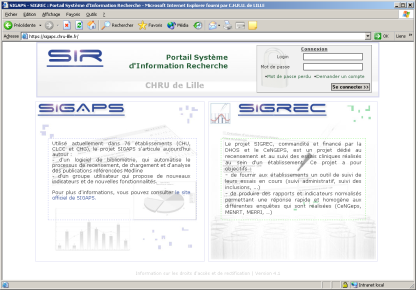 SIGAPS - SIGREC : Portail Système d'Information Recherche - Microsoft Internet Explorer fourni par C.H.R.U. de LILLE
Fichier Edition Affichage Favoris Outils ?
Précédente Rechercher Favoris Média
Adresse https://sigaps.chru-lille.fr/ OK Liens
SIR
Portail Système
d'Information Recherche
CHRU de Lille
Connexion
Login
Mot de passe
Mot de passe perdu Demander un compte
Se connecter >>
SIGAPS
SIGREC
Utilisé actuellement dans 76 établissements (CHU,
CLCC et CHG), le projet SIGAPS s'articule aujourd'hui
autour :
- d'un logiciel de bibliométrie, qui automatise le
processus de recensement, de chargement et d'analyse
des publications référencées Medline
- d'un groupe utilisateur qui propose de nouveaux
indicateurs et de nouvelles fonctionnalités, ......
Pour plus d'informations, vous pouvez consulter le site
officiel de SIGAPS.
Le projet SIGREC, commandité et financé par la
DHOS et le CeNGEPS, est un projet dédié au
recensement et au suivi des essais cliniques réalisés
au sein d'un établissement. Ce projet a pour
objectifs :
- de fournir aux établissements un outil de suivi de
leurs essais en cours (suivi administratif, suivi des
inclusions, ...)
- de produire des rapports et indicateurs normalisés
permettant une réponse rapide et homogène aux
différentes enquêtes qui sont réalisées (CeNGeps,
MENRT, MERRI, ...)
Information sur les droits d'accès et de rectification
Intranet local